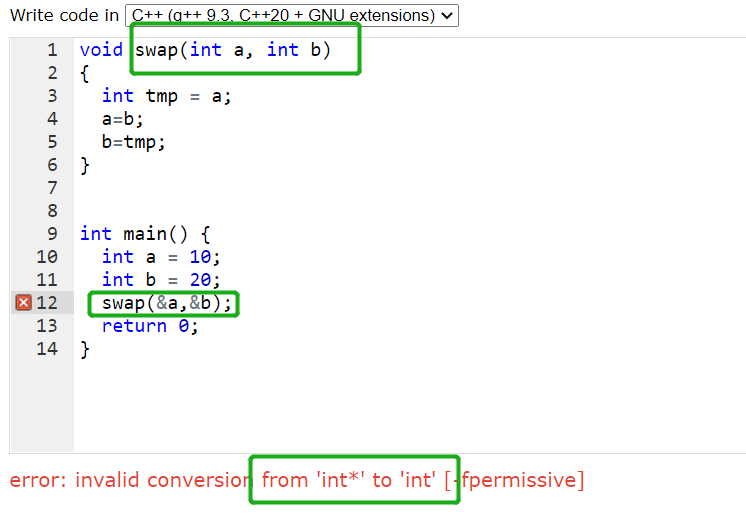 Write code in C++ (g++ 9.3, C++20 + GNU extensions)
1 void swap(int a, int b)
2 {
3 int tmp = a;
4 a=b;
5 b=tmp;
6 }
7
8
9 int main() {
10 int a = 10;
11 int b = 20;
12 swap(&a,&b);
13 return 0;
14 }
error: invalid conversion from 'int*' to 'int' [-fpermissive]